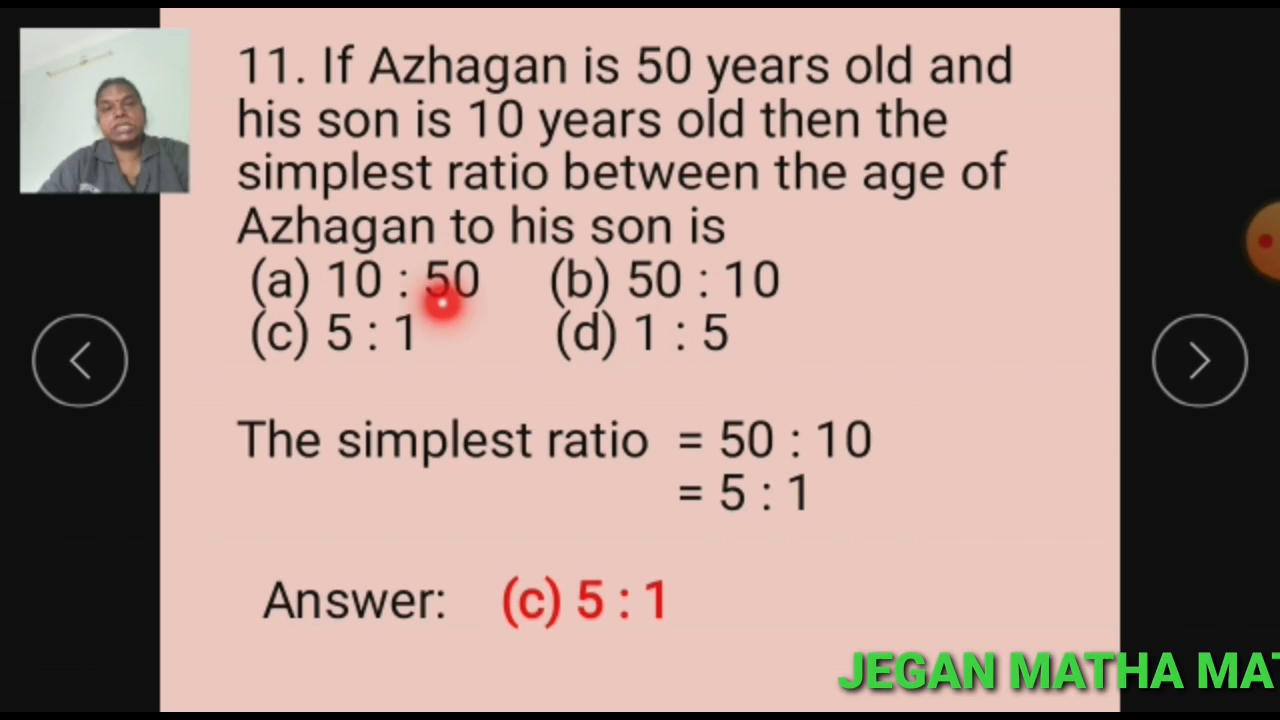 11. If Azhagan is 50 years old and
his son is 10 years old then the
simplest ratio between the age of
Azhagan to his son is
(a) 10 : 50 (b) 50 : 10
(c) 5 : 1 (d) 1 : 5
The simplest ratio = 50 : 10
= 5 : 1
Answer: (c) 5 : 1
JEGAN MATHA